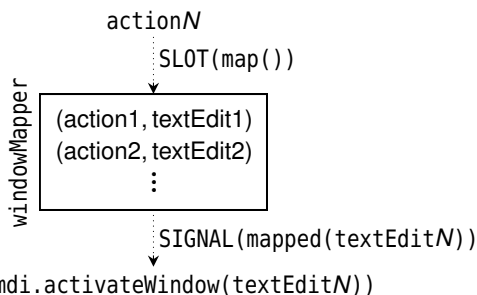 actionN
SLOT(map())
windowMapper
(action1, textEdit1)
(action2, textEdit2)
⋮
SIGNAL(mapped(textEditN))
mdi.activateWindow(textEditN))